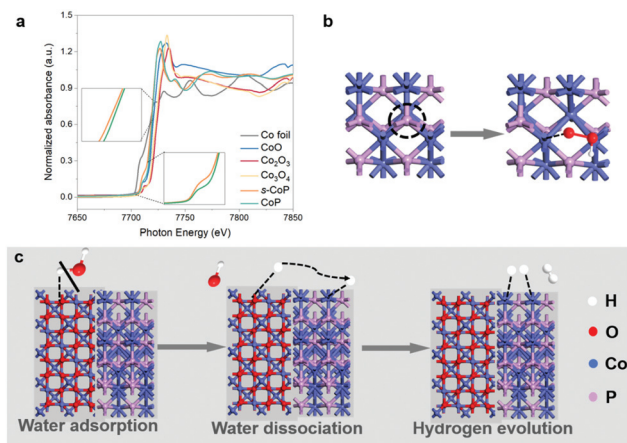 a
Normalized absorbance (a.u.)
1.5
1.2
0.9
0.6
0.3
0.0
7650
7700
7750
7800
7850
Photon Energy (eV)
Co foil
CoO
Co₂O₃
Co₃O₄
s-CoP
CoP
b
c
Water adsorption
Water dissociation
Hydrogen evolution
H
O
Co
P